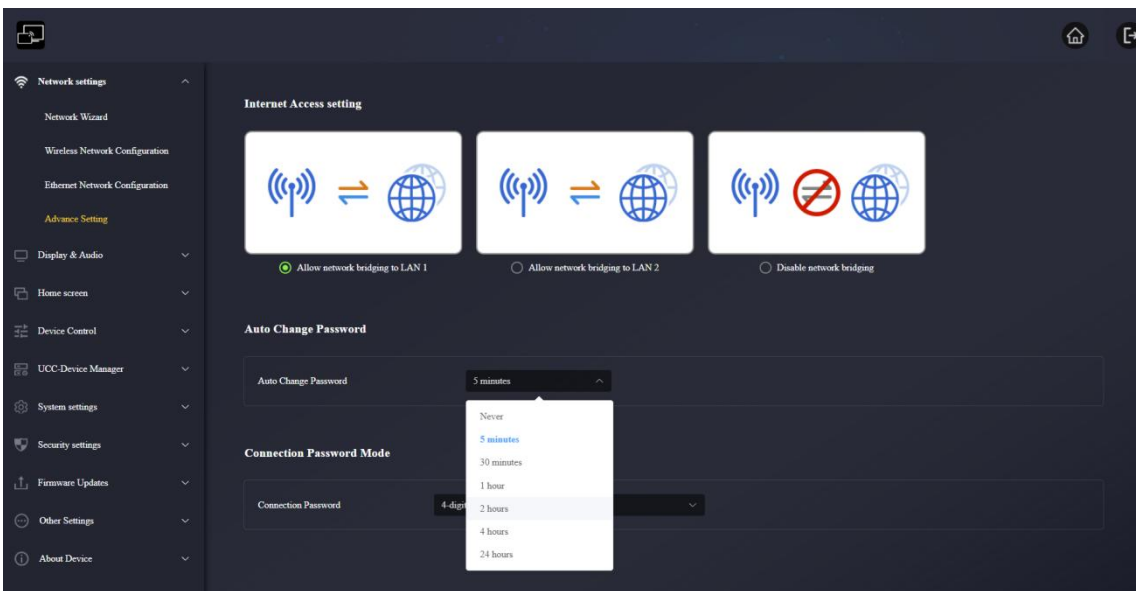 Network settings
Network Wizard
Wireless Network Configuration
Ethernet Network Configuration
Advance Setting
Display & Audio
Home screen
Device Control
UCC-Device Manager
System settings
Security settings
Firmware Updates
Other Settings
About Device
Internet Access setting
Allow network bridging to LAN 1
Allow network bridging to LAN 2
Disable network bridging
Auto Change Password
Auto Change Password
5 minutes
Never
5 minutes
30 minutes
1 hour
2 hours
4 hours
24 hours
Connection Password Mode
Connection Password
4-digit